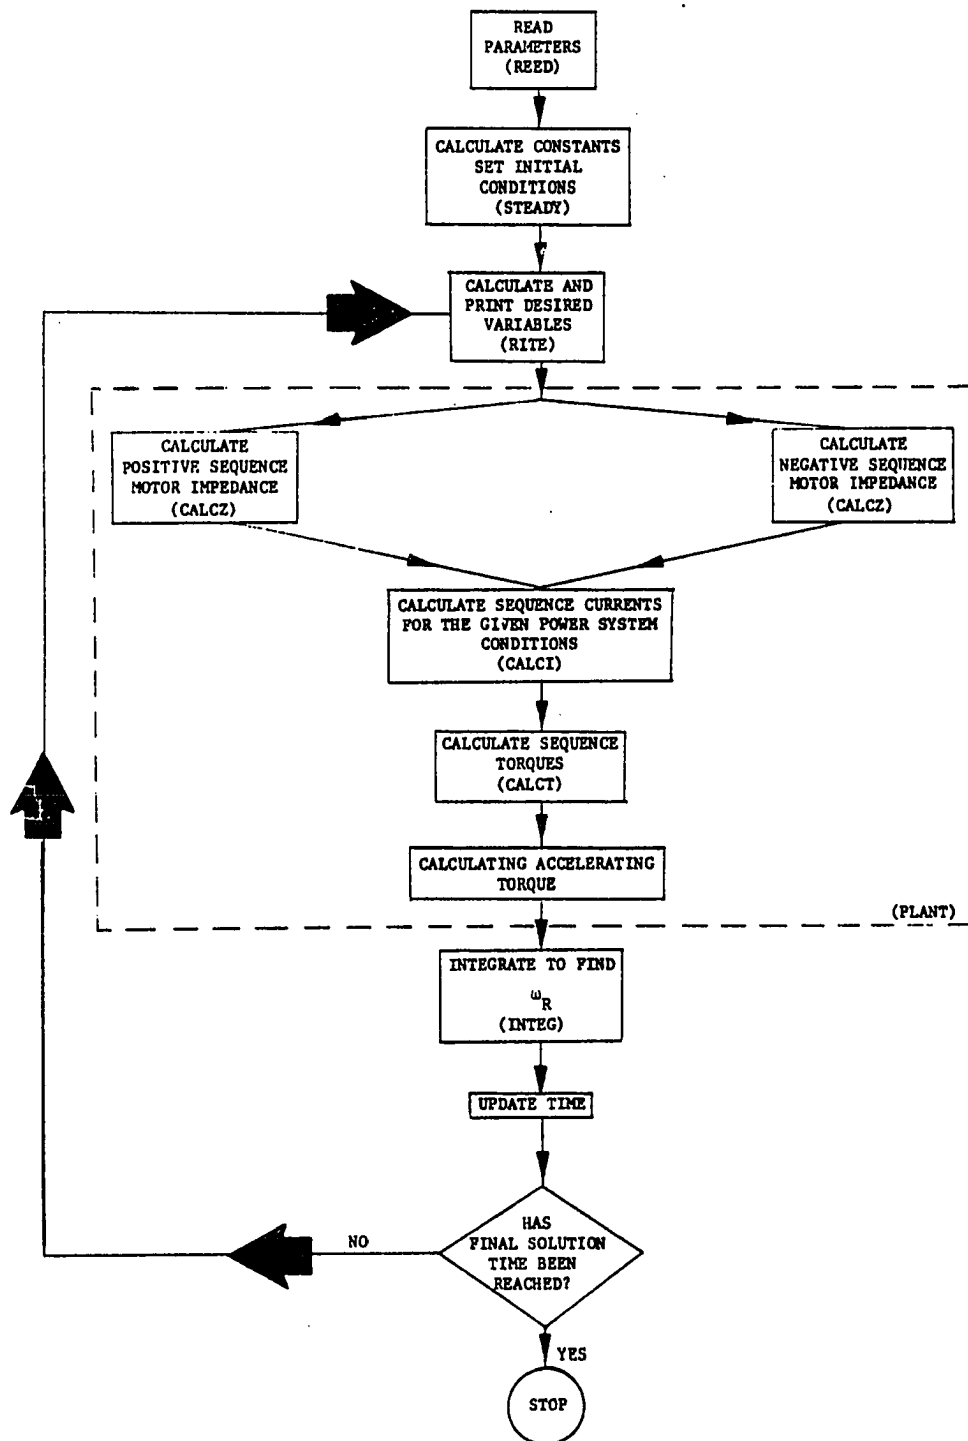 READ
PARAMETERS
(REED)
CALCULATE CONSTANTS
SET INITIAL
CONDITIONS
(STEADY)
CALCULATE AND
PRINT DESIRED
VARIABLES
(RITE)
CALCULATE
POSITIVE SEQUENCE
MOTOR IMPEDANCE
(CALCZ)
CALCULATE
NEGATIVE SEQUENCE
MOTOR IMPEDANCE
(CALCZ)
CALCULATE SEQUENCE CURRENTS
FOR THE GIVEN POWER SYSTEM
CONDITIONS
(CALCI)
CALCULATE SEQUENCE
TORQUES
(CALCT)
CALCULATING ACCELERATING
TORQUE
(PLANT)
INTEGRATE TO FIND
ωR
(INTEG)
UPDATE TIME
HAS
FINAL SOLUTION
TIME BEEN
REACHED?
NO
YES
STOP